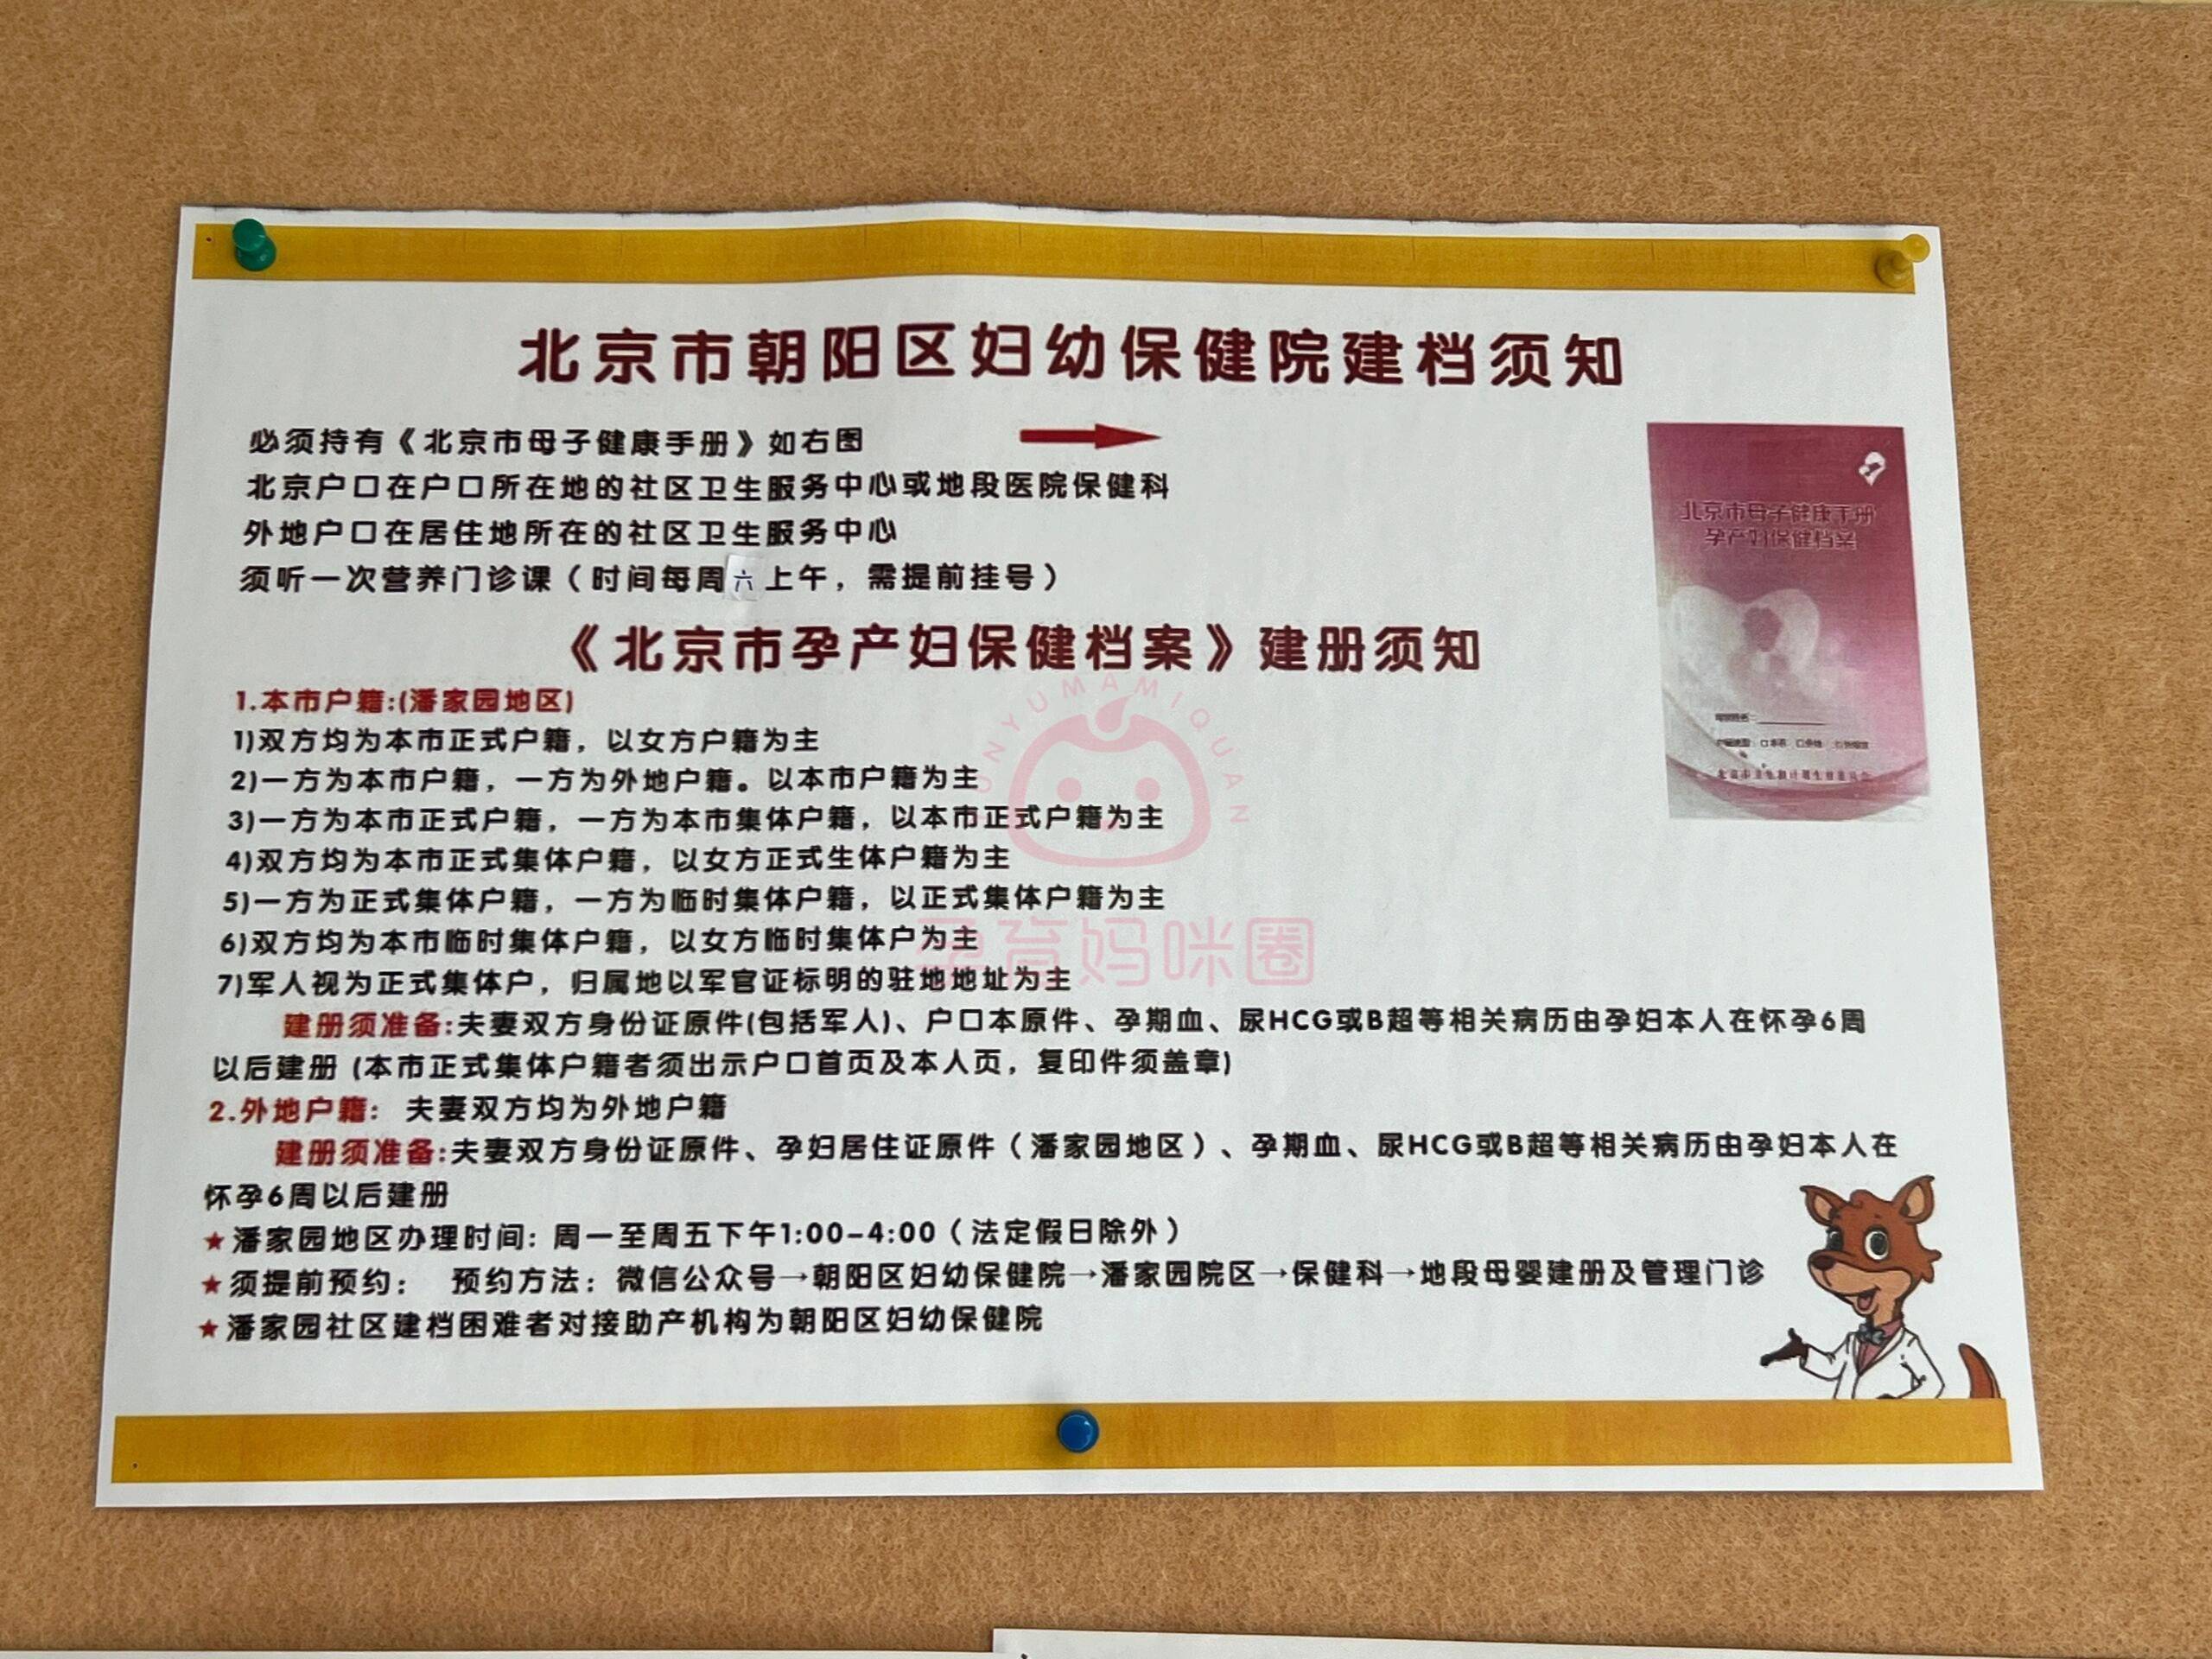 北京市朝阳区妇幼保健院建档须知
必须持有《北京市母子健康手册》如右图
北京户口在户口所在地的社区卫生服务中心或地段医院保健科
外地户口在居住地所在的社区卫生服务中心
须听一次营养门诊课（时间每周六上午，需提前挂号）
北京市母子健康手册
孕产妇保健档案
《北京市孕产妇保健档案》建册须知
1.本市户籍:(潘家园地区)
1)双方均为本市正式户籍，以女方户籍为主
2)一方为本市户籍，一方为外地户籍。以本市户籍为主
3)一方为本市正式户籍，一方为本市集体户籍，以本市正式户籍为主
4)双方均为本市正式集体户籍，以女方正式生体户籍为主
5)一方为正式集体户籍，一方为临时集体户籍，以正式集体户籍为主
6)双方均为本市临时集体户籍，以女方临时集体户为主
7)军人视为正式集体户，归属地以军官证标明的驻地地址为主
建册须准备:夫妻双方身份证原件(包括军人)、户口本原件、孕期血、尿HCG或B超等相关病历由孕妇本人在怀孕6周
以后建册 (本市正式集体户籍者须出示户口首页及本人页，复印件须盖章)
2.外地户籍： 夫妻双方均为外地户籍
建册须准备:夫妻双方身份证原件、孕妇居住证原件（潘家园地区）、孕期血、尿HCG或B超等相关病历由孕妇本人在
怀孕6周以后建册
★潘家园地区办理时间: 周一至周五下午1:00-4:00（法定假日除外）
★须提前预约： 预约方法：微信公众号→朝阳区妇幼保健院→潘家园院区→保健科→地段母婴建册及管理门诊
★潘家园社区建档困难者对接助产机构为朝阳区妇幼保健院
YUNYUMAMIQUAN
孕育妈咪圈